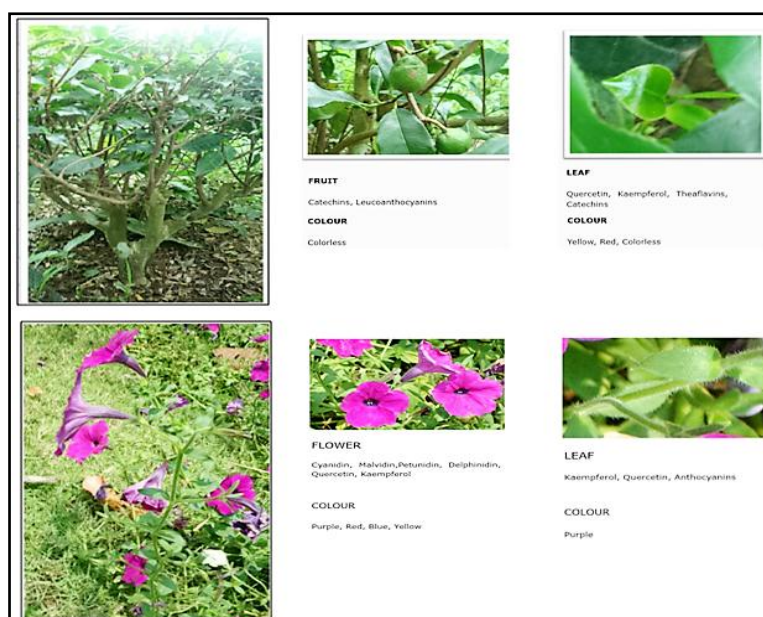 FRUIT
Catechins, Leucoanthocyanins
COLOUR
Colorless
LEAF
Quercetin, Kaempferol, Theaflavins,
Catechins
COLOUR
Yellow, Red, Colorless
FLOWER
Cyanidin, Malvidin,Petunidin, Delphinidin,
Quercetin, Kaempferol
COLOUR
Purple, Red, Blue, Yellow
LEAF
Kaempferol, Quercetin, Anthocyanins
COLOUR
Purple